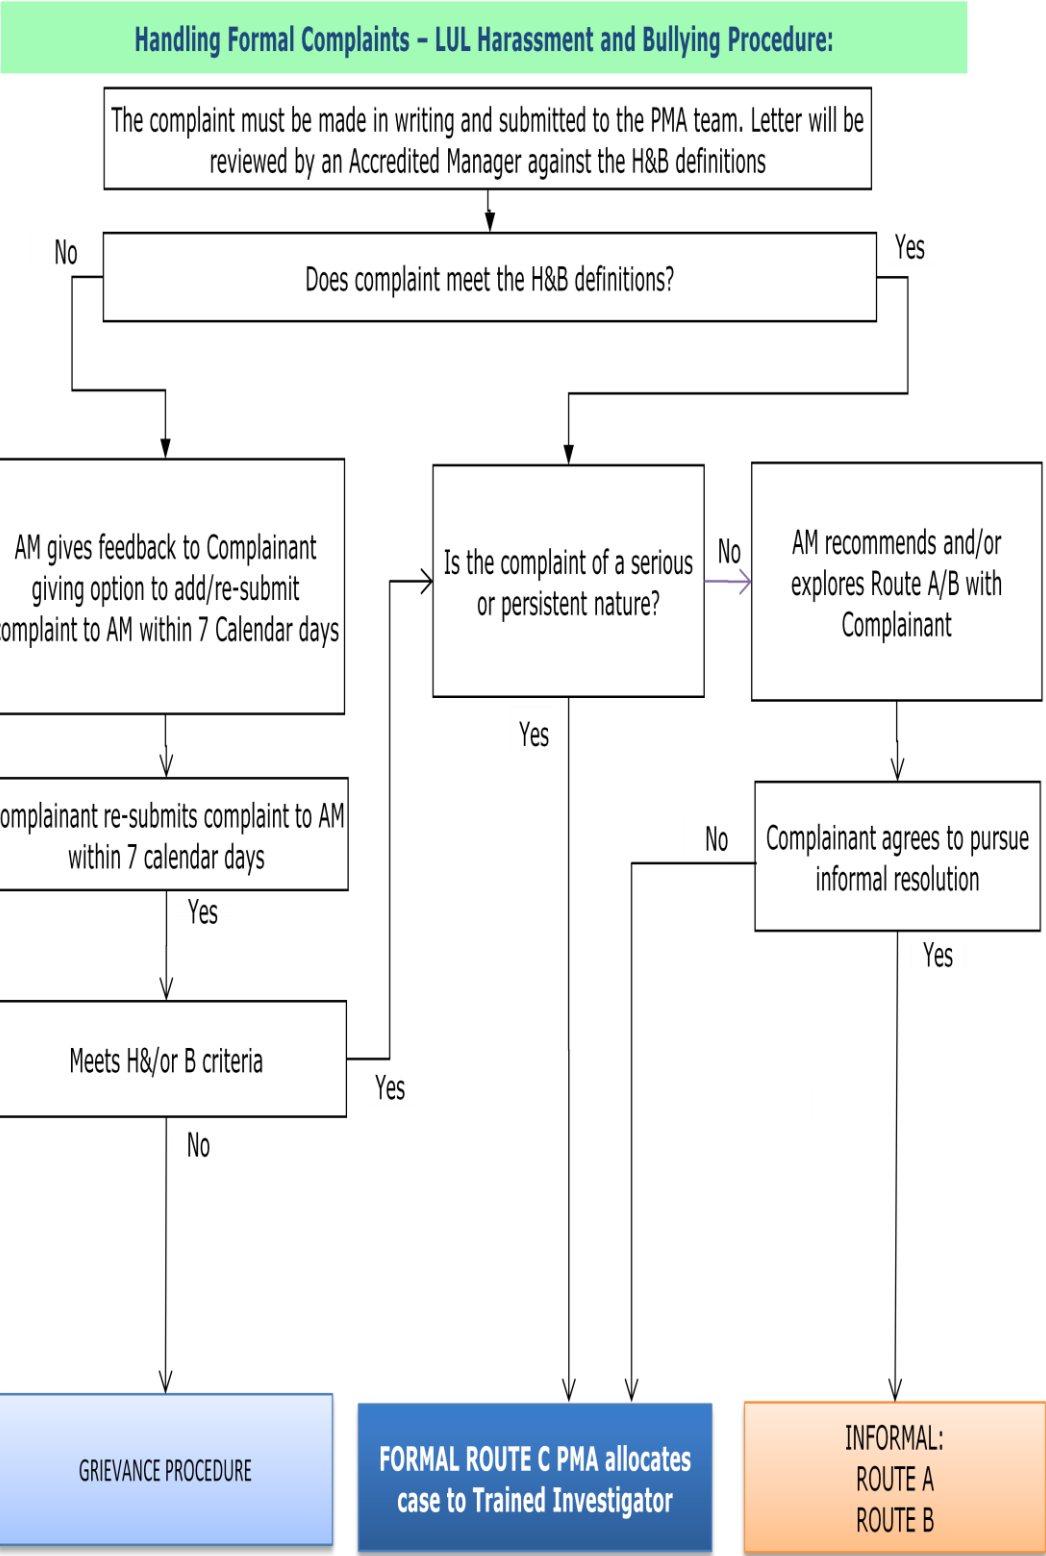 Handling Formal Complaints – LUL Harassment and Bullying Procedure:
The complaint must be made in writing and submitted to the PMA team. Letter will be
reviewed by an Accredited Manager against the H&B definitions
No
Yes
Does complaint meet the H&B definitions?
AM gives feedback to Complainant
giving option to add/re-submit
complaint to AM within 7 Calendar days
Is the complaint of a serious
or persistent nature?
No
AM recommends and/or
explores Route A/B with
Complainant
Yes
omplainant re-submits complaint to AM
within 7 calendar days
Yes
No
Complainant agrees to pursue
informal resolution
Yes
Meets H&/or B criteria
Yes
No
GRIEVANCE PROCEDURE
FORMAL ROUTE C PMA allocates
case to Trained Investigator
INFORMAL:
ROUTE A
ROUTE B